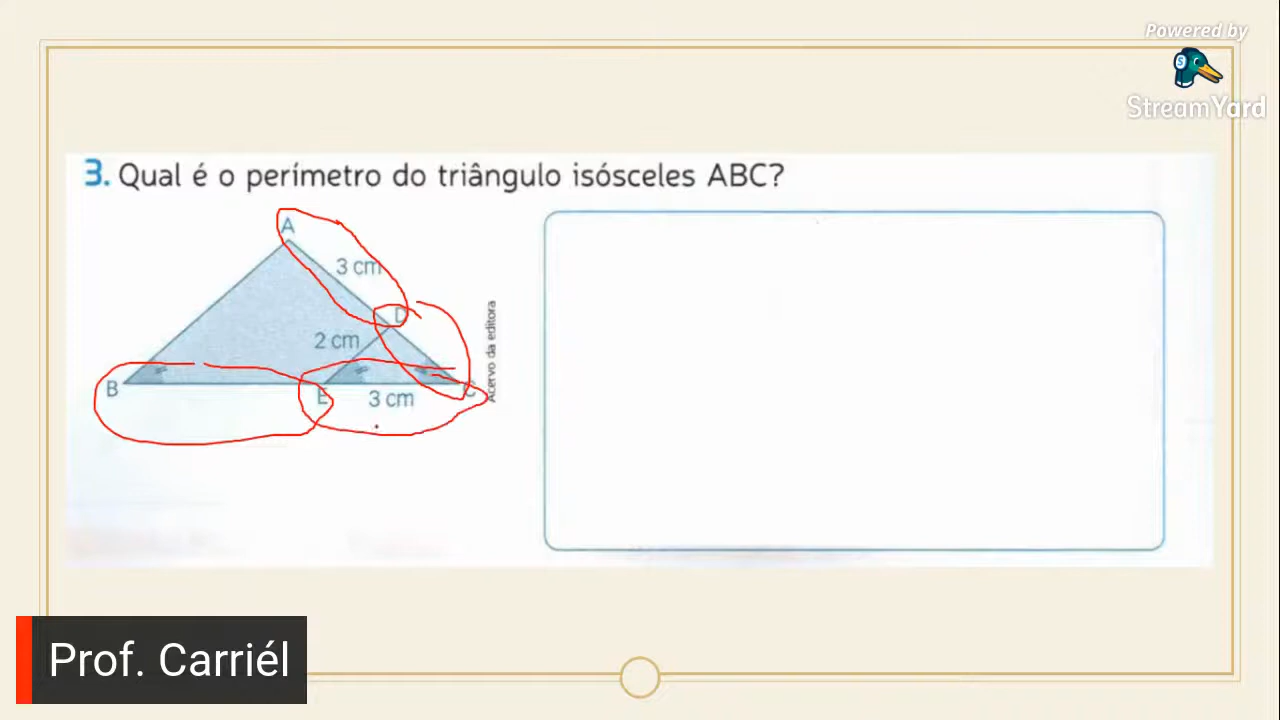 Powered by
StreamYard
3. Qual é o perímetro do triângulo isósceles ABC?
A
3 cm
D
2 cm
B
E
3 cm
C
Acervo da editora
Prof. Carriél